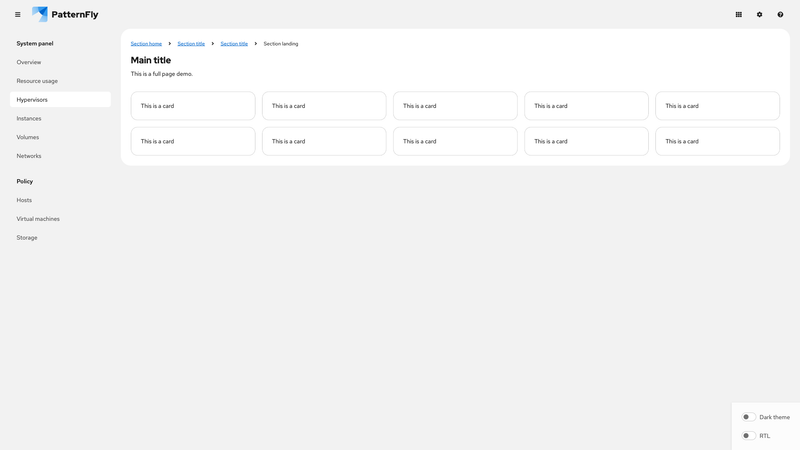 PatternFly
System panel
Overview
Resource usage
Hypervisors
Instances
Volumes
Networks
Policy
Hosts
Virtual machines
Storage
Section home Section title Section title Section landing
Main title
This is a full page demo.
This is a card This is a card This is a card This is a card This is a card
This is a card This is a card This is a card This is a card This is a card
Dark theme
RTL